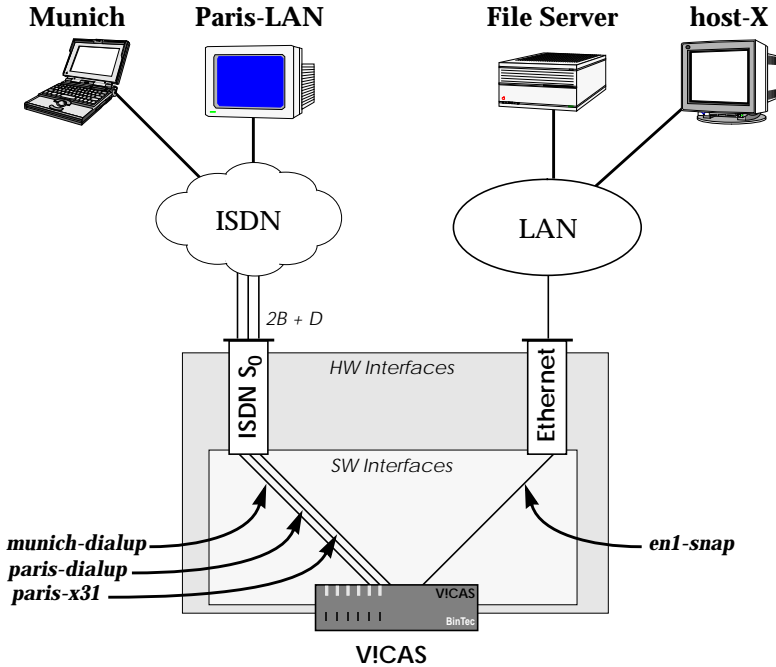 Munich
Paris-LAN
File Server
host-X
ISDN
LAN
2B + D
HW Interfaces
ISDN S0
Ethernet
SW Interfaces
munich-dialup
paris-dialup
paris-x31
en1-snap
V!CAS
BinTec
V!CAS